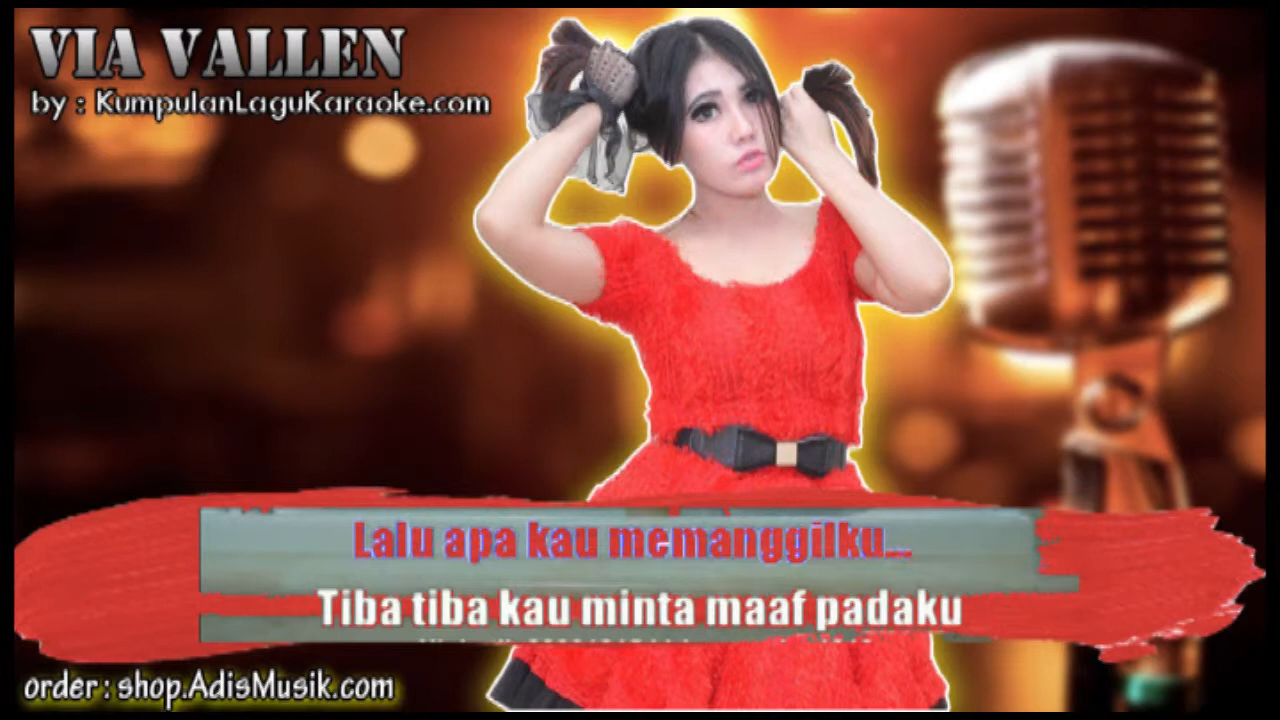 VIA VALLEN
by : KumpulanLaguKaraoke.com
Lalu apa kau memanggilku...
Tiba tiba kau minta maaf padaku
order : shop.AdisMusik.com